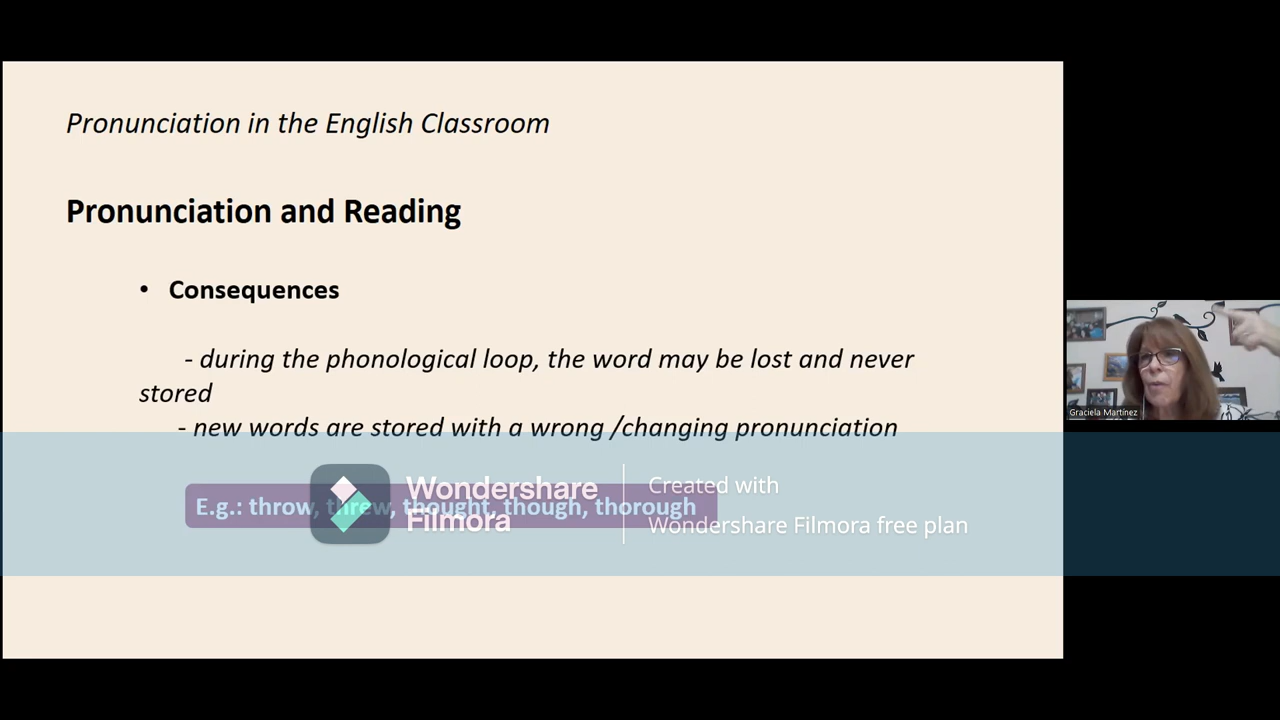 Pronunciation in the English Classroom
Pronunciation and Reading
• Consequences
- during the phonological loop, the word may be lost and never
stored
- new words are stored with a wrong /changing pronunciation
E.g.: throw, threw, thought, though, thorough
Wondershare
Filmora
Created with
Wondershare Filmora free plan
Graciela Martínez